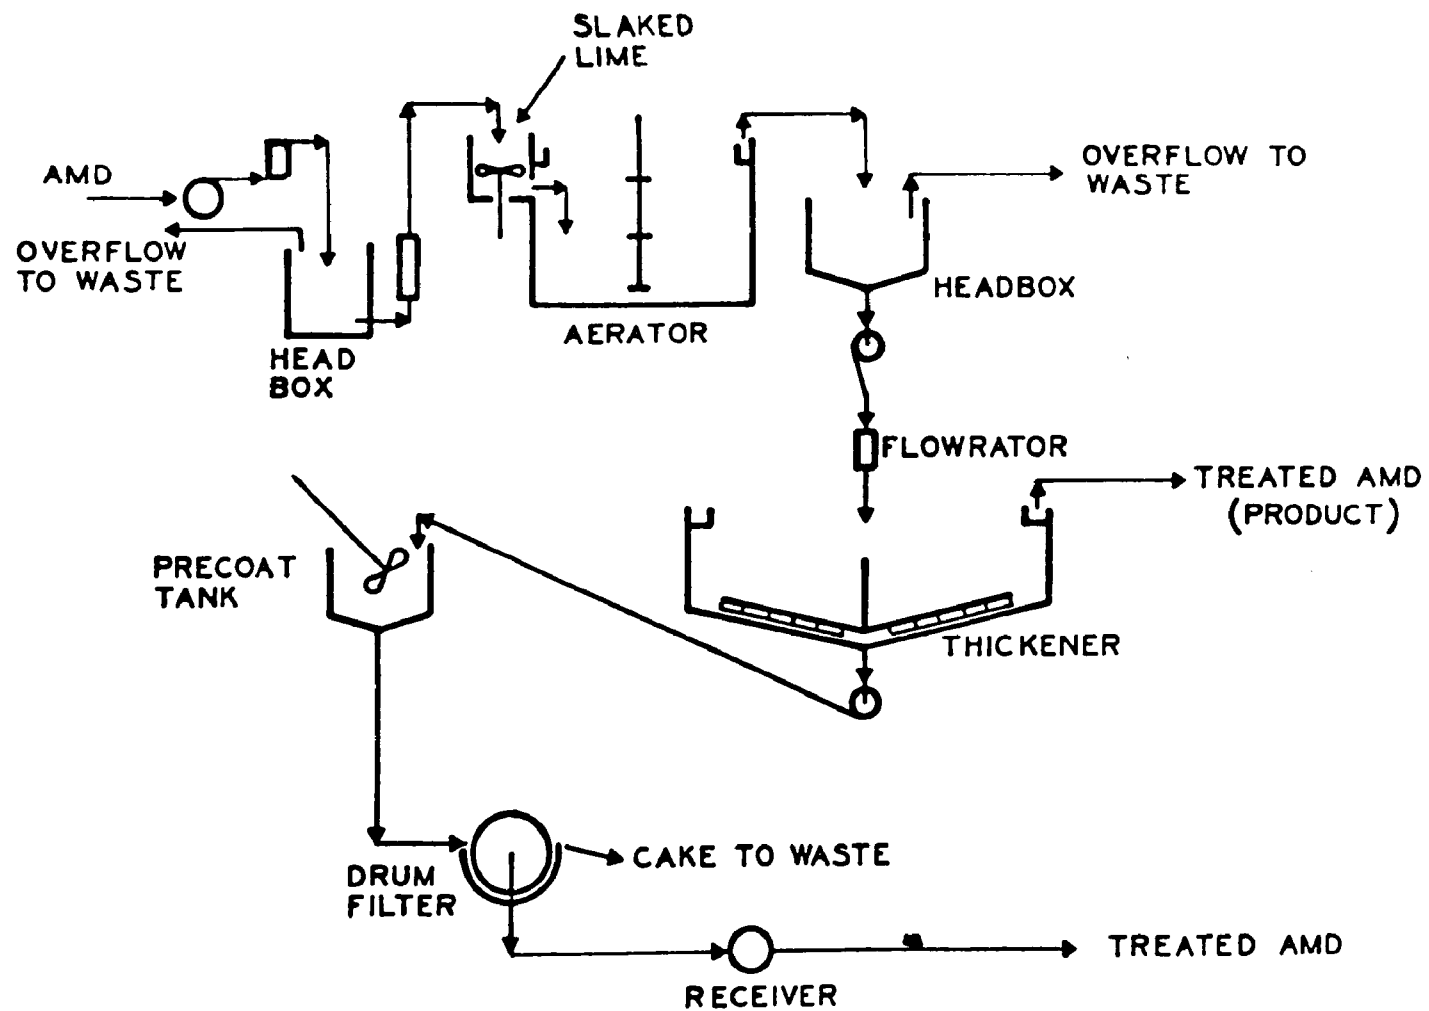 SLAKED
LIME
AMD
OVERFLOW
TO WASTE
HEAD
BOX
AERATOR
OVERFLOW TO
WASTE
HEADBOX
FLOWRATOR
TREATED AMD
(PRODUCT)
PRECOAT
TANK
THICKENER
DRUM
FILTER
CAKE TO WASTE
RECEIVER
TREATED AMD